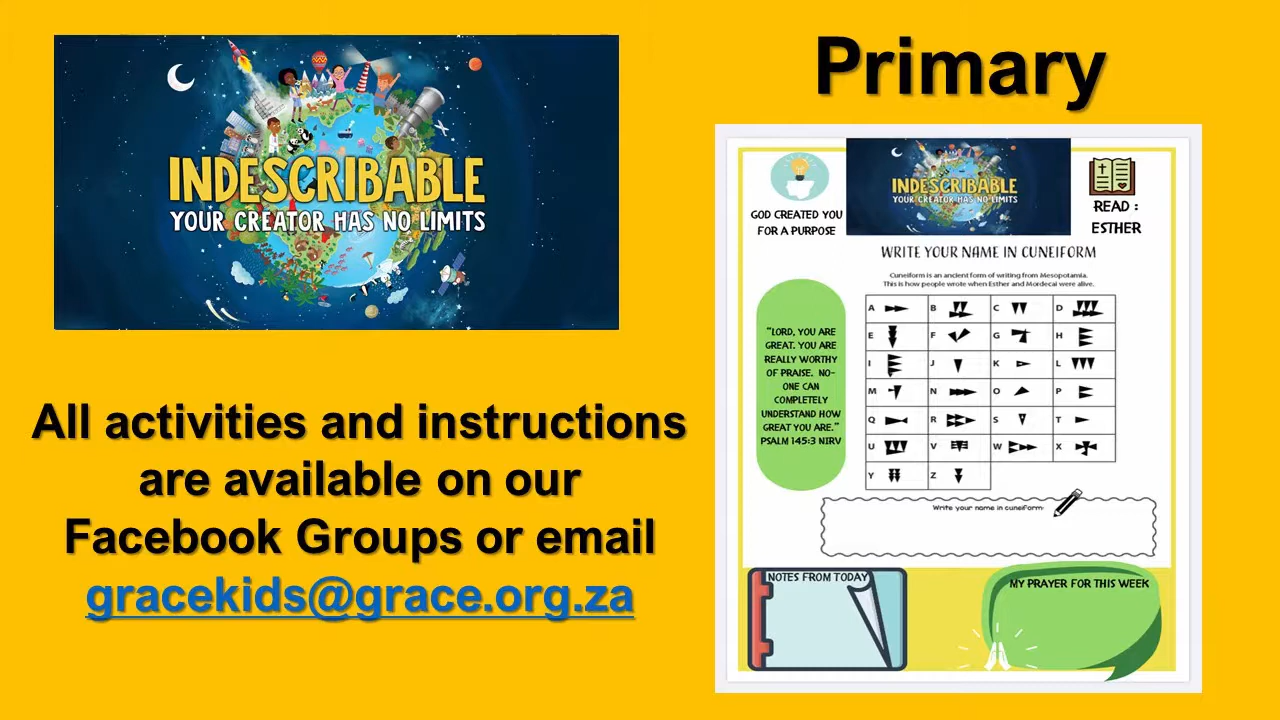 INDESCRIBABLE
YOUR CREATOR HAS NO LIMITS
All activities and instructions
are available on our
Facebook Groups or email
gracekids@grace.org.za
Primary
GOD CREATED YOU
FOR A PURPOSE
INDESCRIBABLE
YOUR CREATOR HAS NO LIMITS
READ :
ESTHER
WRITE YOUR NAME IN CUNEIFORM
Cuneiform is an ancient form of writing from Mesopotamia.
This is how people wrote when Esther and Mordecai were alive.
"LORD, YOU ARE
GREAT. YOU ARE
REALLY WORTHY
OF PRAISE. NO-
ONE CAN
COMPLETELY
UNDERSTAND HOW
GREAT YOU ARE."
PSALM 145:3 NIRV
A B C D
E F G H
I J K L
M N O P
Q R S T
U V W X
Y Z
Write your name in cuneiform:
NOTES FROM TODAY
MY PRAYER FOR THIS WEEK